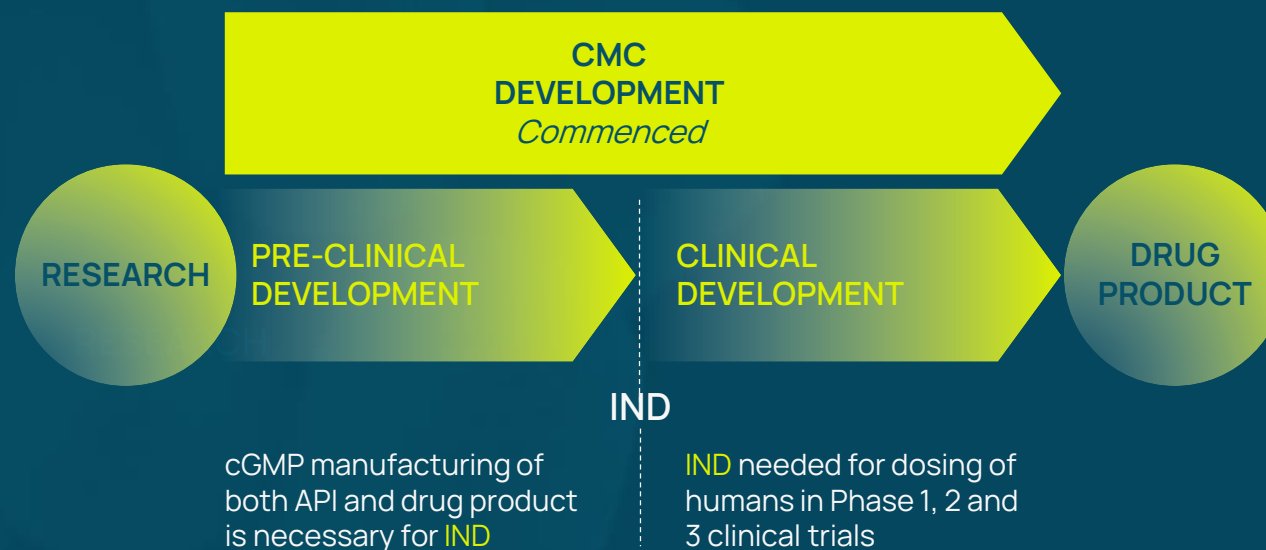 CMC
DEVELOPMENT
Commenced
RESEARCH
PRE-CLINICAL
DEVELOPMENT
CLINICAL
DEVELOPMENT
DRUG
PRODUCT
IND
cGMP manufacturing of
both API and drug product
is necessary for IND
IND needed for dosing of
humans in Phase 1, 2 and
3 clinical trials